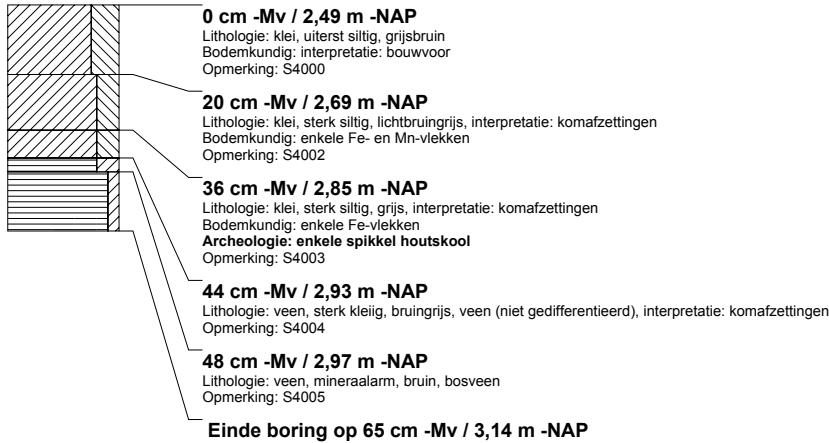 0 cm -Mv / 2,49 m -NAP
Lithologie: klei, uiterst siltig, grijsbruin
Bodemkundig: interpretatie: bouwvoor
Opmerking: S4000
20 cm -Mv / 2,69 m -NAP
Lithologie: klei, sterk siltig, lichtbruingrijs, interpretatie: komafzettingen
Bodemkundig: enkele Fe- en Mn-vlekken
Opmerking: S4002
36 cm -Mv / 2,85 m -NAP
Lithologie: klei, sterk siltig, grijs, interpretatie: komafzettingen
Bodemkundig: enkele Fe-vlekken
Archeologie: enkele spikkel houtskool
Opmerking: S4003
44 cm -Mv / 2,93 m -NAP
Lithologie: veen, sterk kleiig, bruingrijs, veen (niet gedifferentieerd), interpretatie: komafzettingen
Opmerking: S4004
48 cm -Mv / 2,97 m -NAP
Lithologie: veen, mineraalarm, bruin, bosveen
Opmerking: S4005
Einde boring op 65 cm -Mv / 3,14 m -NAP